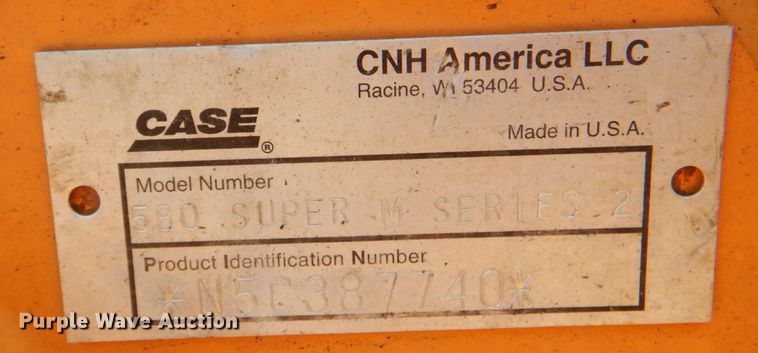 CNH America LLC
Racine, WI 53404 U.S.A.
CASE®
Made in U.S.A.
Model Number
580 SUPER M SERIES 2
Product Identification Number
*N5C387740*
Purple Wave Auction